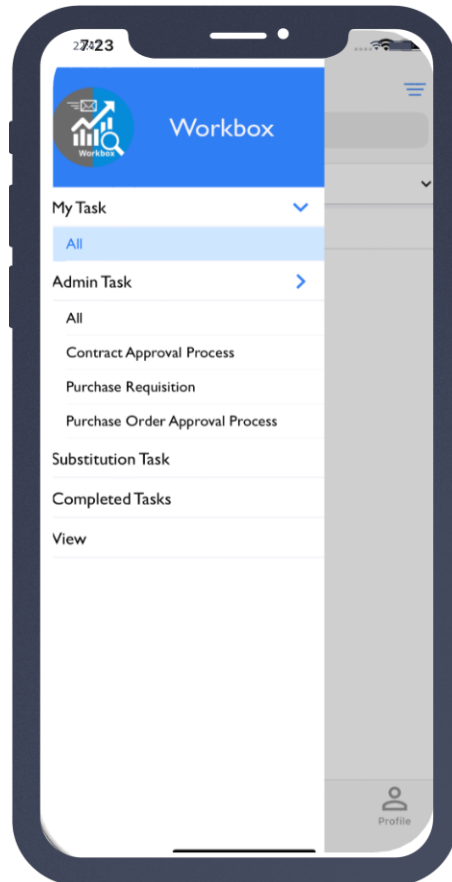 7:23
Workbox
Workbox
My Task
All
Admin Task
All
Contract Approval Process
Purchase Requisition
Purchase Order Approval Process
Substitution Task
Completed Tasks
View
Profile